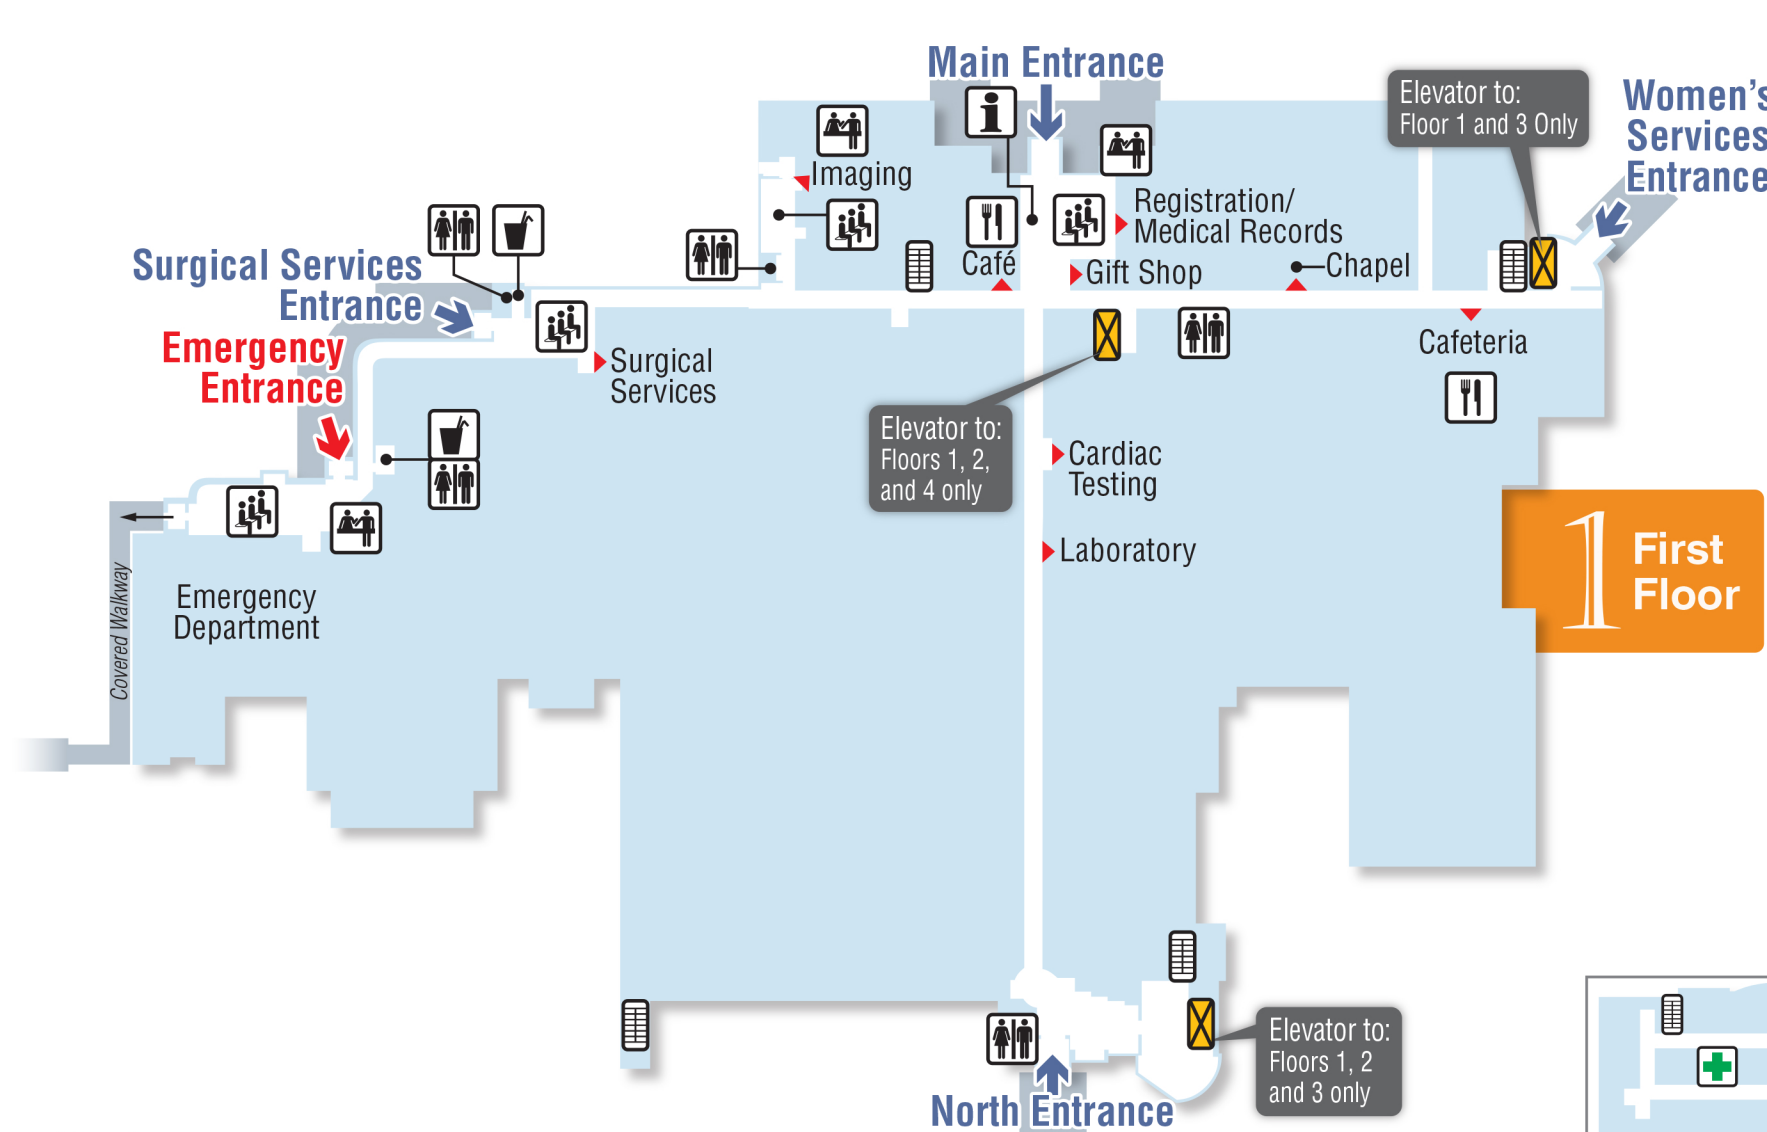 Main Entrance
Elevator to:
Floor 1 and 3 Only
Women's
Services
Entrance
Imaging
Registration/
Medical Records
Café
Gift Shop
Chapel
Surgical Services
Entrance
Emergency
Entrance
Surgical
Services
Cafeteria
Elevator to:
Floors 1, 2,
and 4 only
Cardiac
Testing
Laboratory
1 First
Floor
Covered Walkway
Emergency
Department
Elevator to:
Floors 1, 2
and 3 only
North Entrance